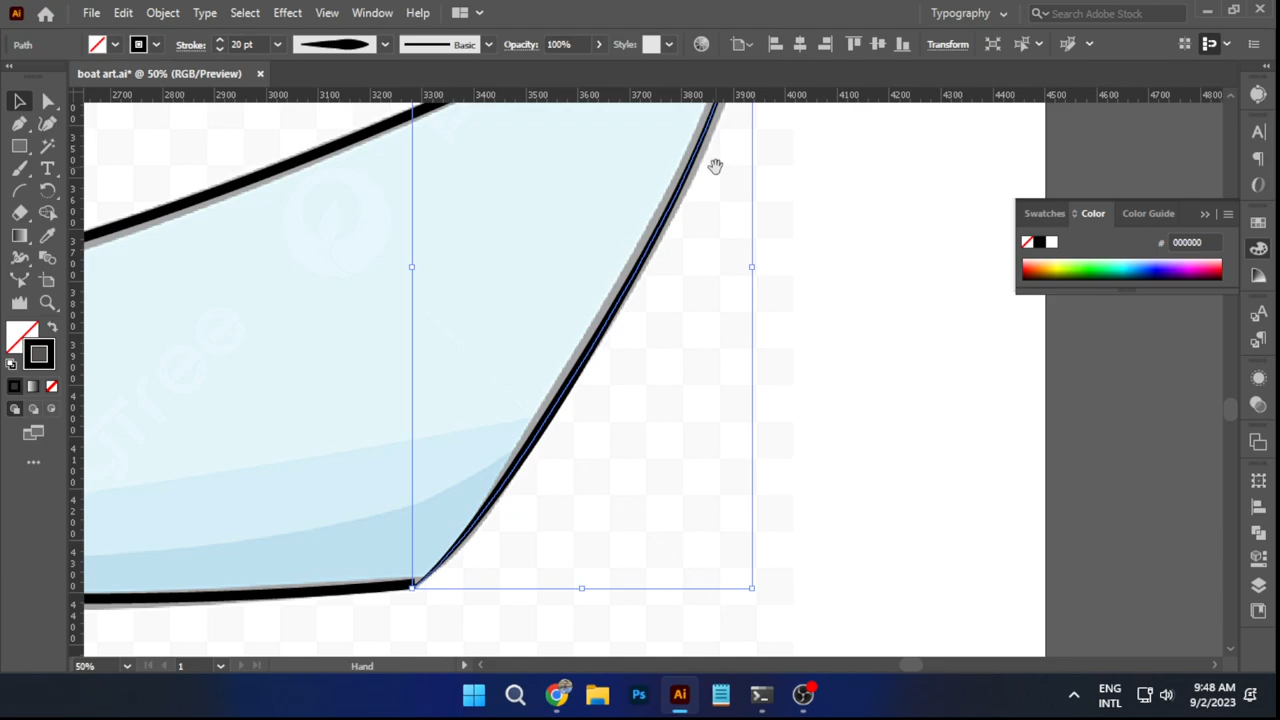 File Edit Object Type Select Effect View Window Help
Typography
Search Adobe Stock
Path
Stroke:
20 pt
Basic
Opacity:
100%
Style:
Transform
boat art.ai* @ 50% (RGB/Preview)
2700 2800 2900 3000 3100 3200 3300 3400 3500 3600 3700 3800 3900 4000 4100 4200 4300 4400 4500 4600 4700 4800
Swatches
Color
Color Guide
#
000000
50%
1
Hand
ENG
INTL
9:48 AM
9/2/2023